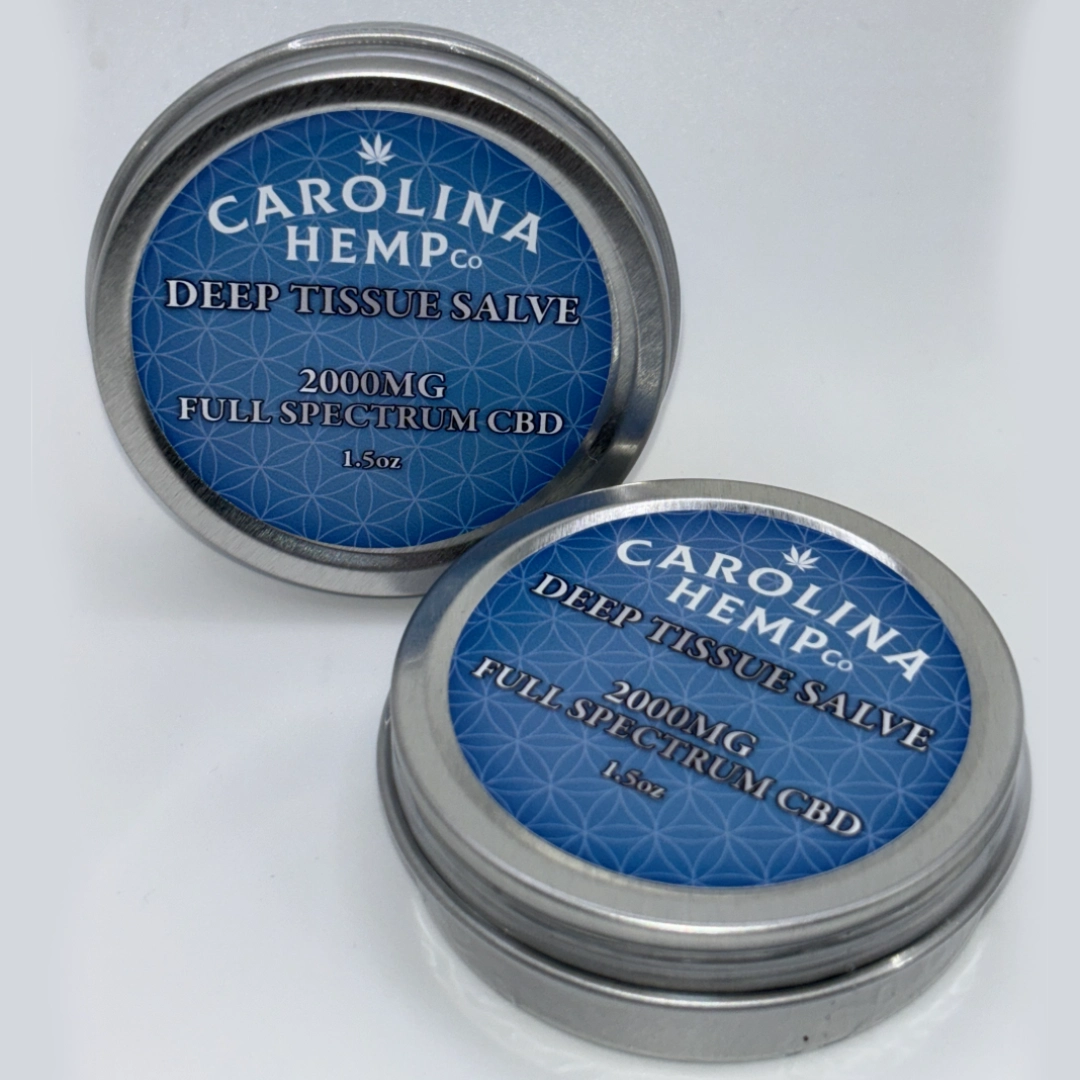 CAROLINA
HEMPCo
DEEP TISSUE SALVE
2000MG
FULL SPECTRUM CBD
1.5oz
CAROLINA
HEMPCo
DEEP TISSUE SALVE
2000MG
FULL SPECTRUM CBD
1.5oz